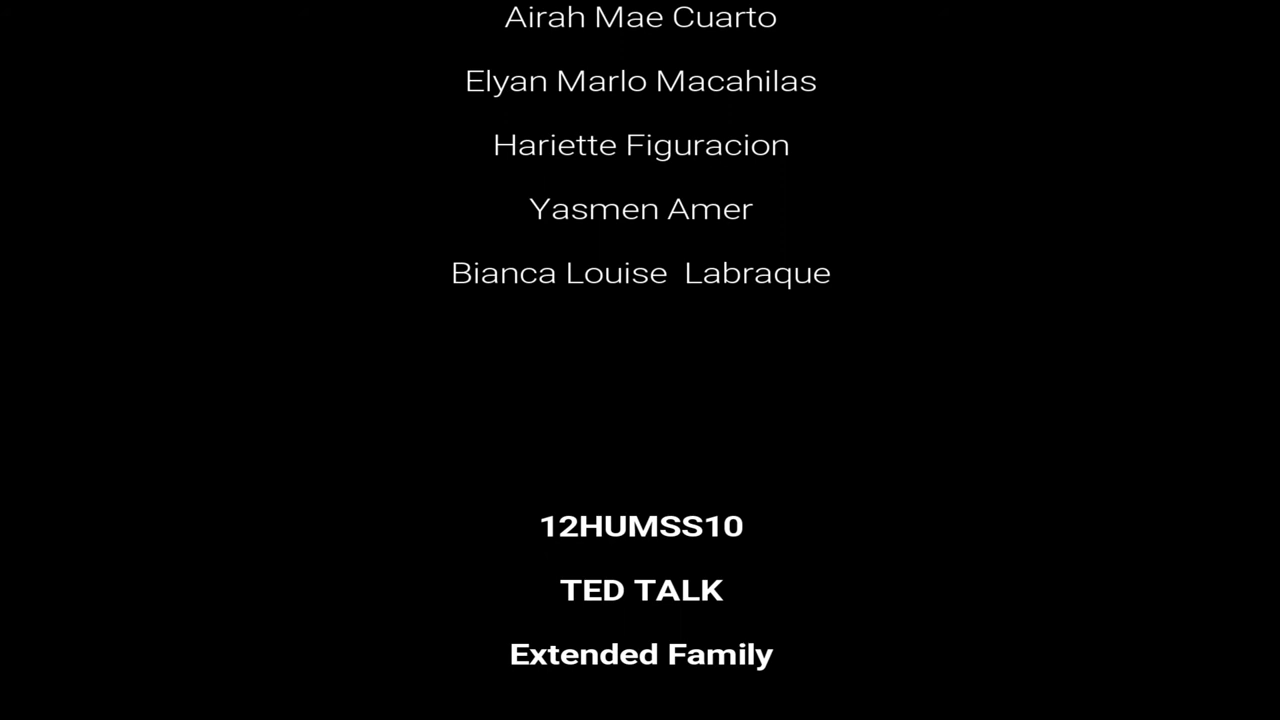 Airah Mae Cuarto
Elyan Marlo Macahilas
Hariette Figuracion
Yasmen Amer
Bianca Louise  Labraque
12HUMSS10
TED TALK
Extended Family